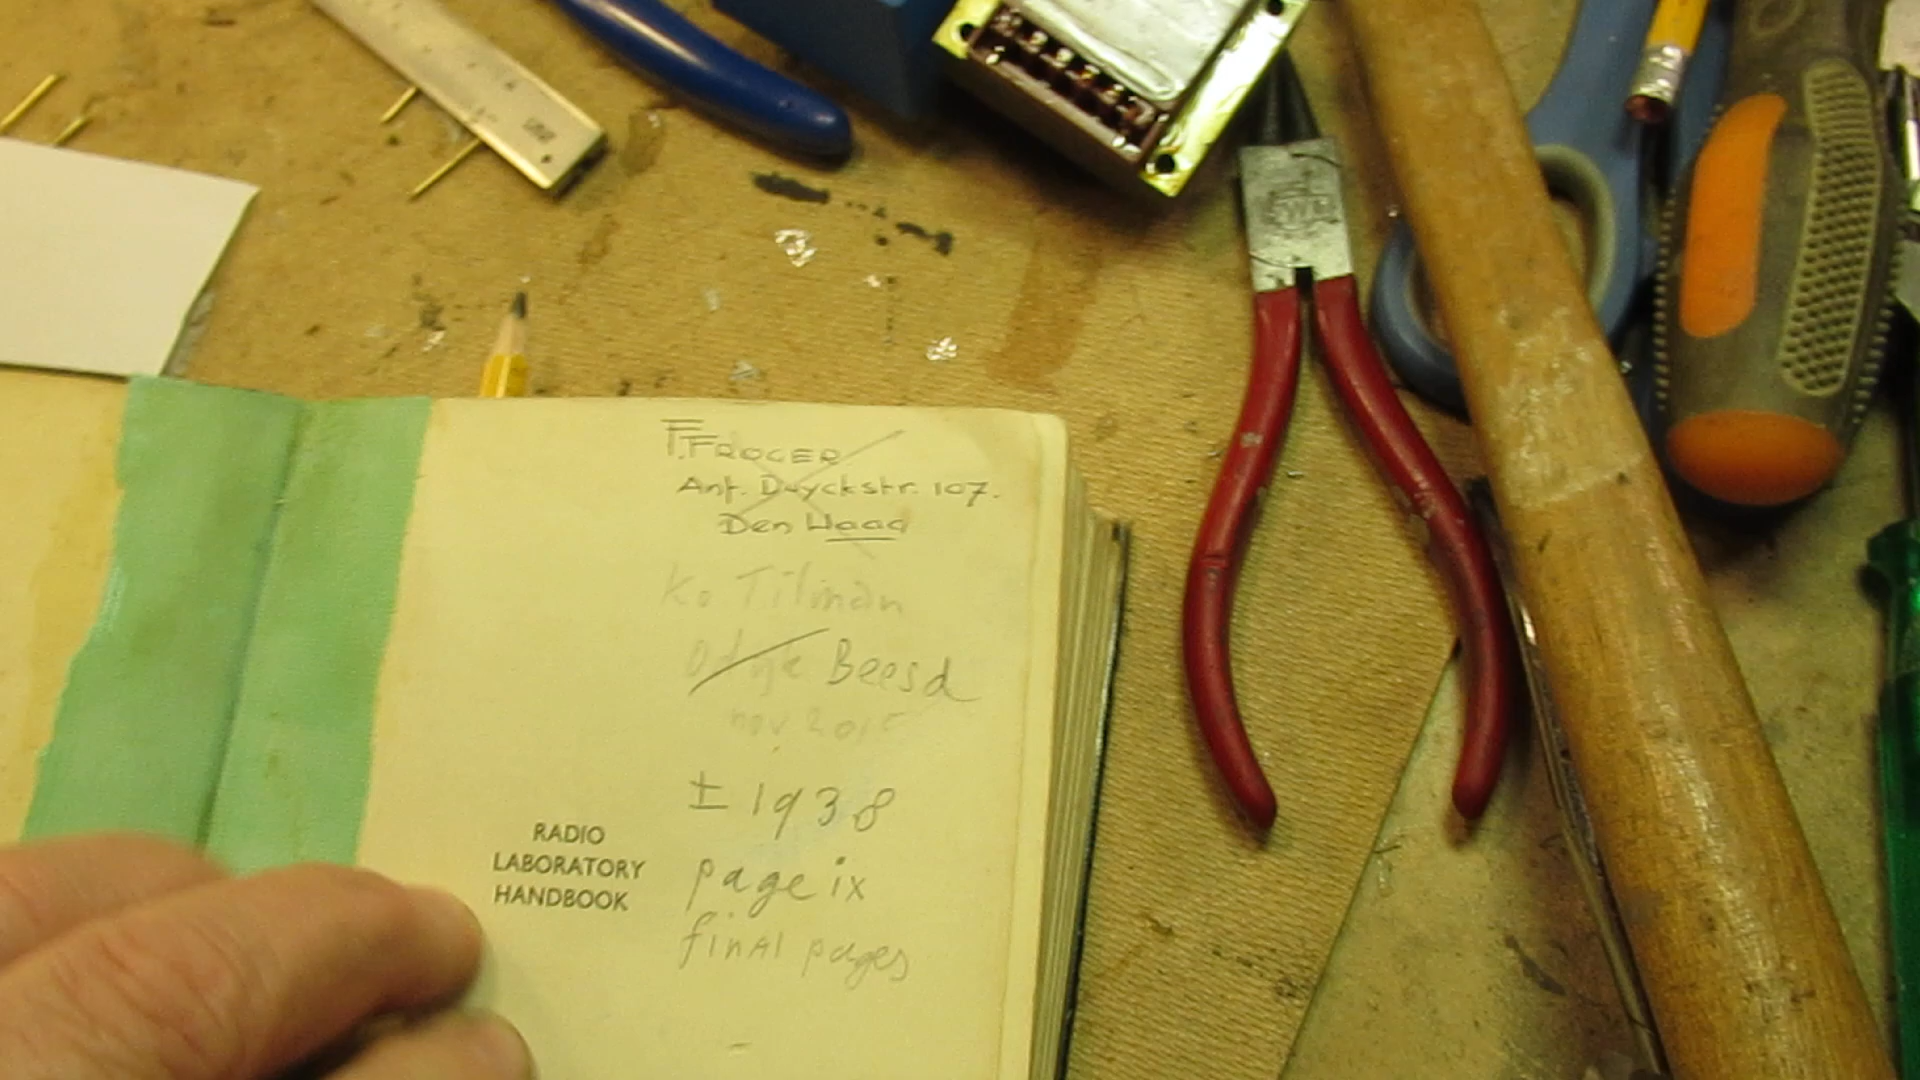 F. FROGER
Ant. Duyckstr. 107.
Den Haag
Ko Tilman
Beesd
nov 2015
± 1938
page ix
final pages
RADIO
LABORATORY
HANDBOOK